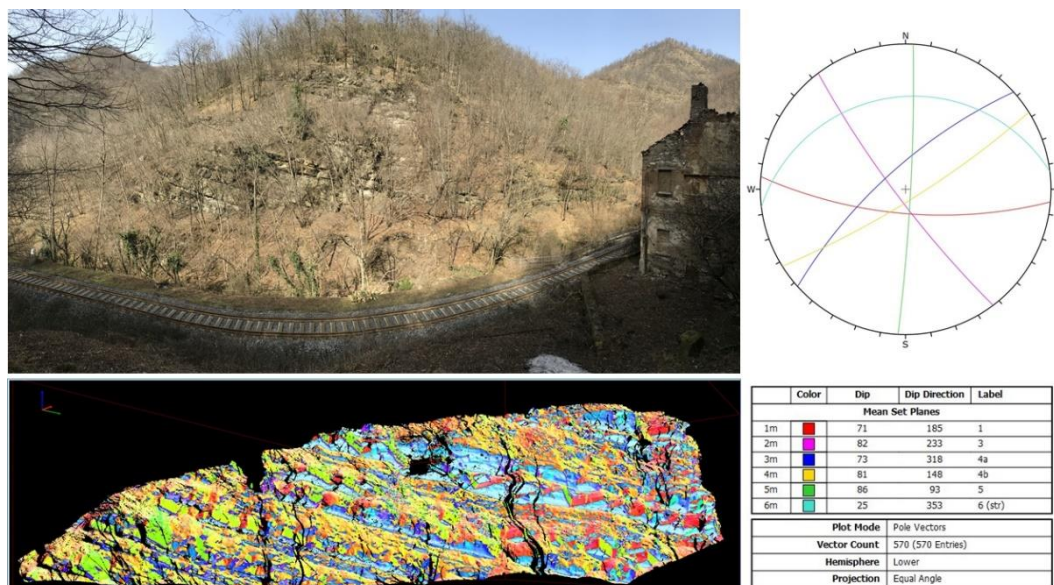 N
W
S
Color Dip Dip Direction Label
Mean Set Planes
1m 71 185 1
2m 82 233 3
3m 73 318 4a
4m 81 148 4b
5m 86 93 5
6m 25 353 6 (str)
Plot Mode Pole Vectors
Vector Count 570 (570 Entries)
Hemisphere Lower
Projection Equal Angle